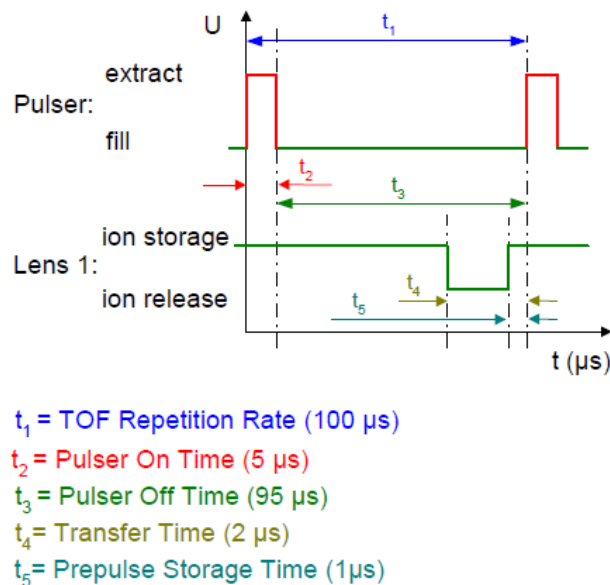 U
t1
extract
Pulser:
fill
t2
t3
ion storage
Lens 1:
ion release
t4
t5
t (µs)
t1 = TOF Repetition Rate (100 µs)
t2= Pulser On Time (5 µs)
t3= Pulser Off Time (95 µs)
t4= Transfer Time (2 µs)
t5= Prepulse Storage Time (1µs)